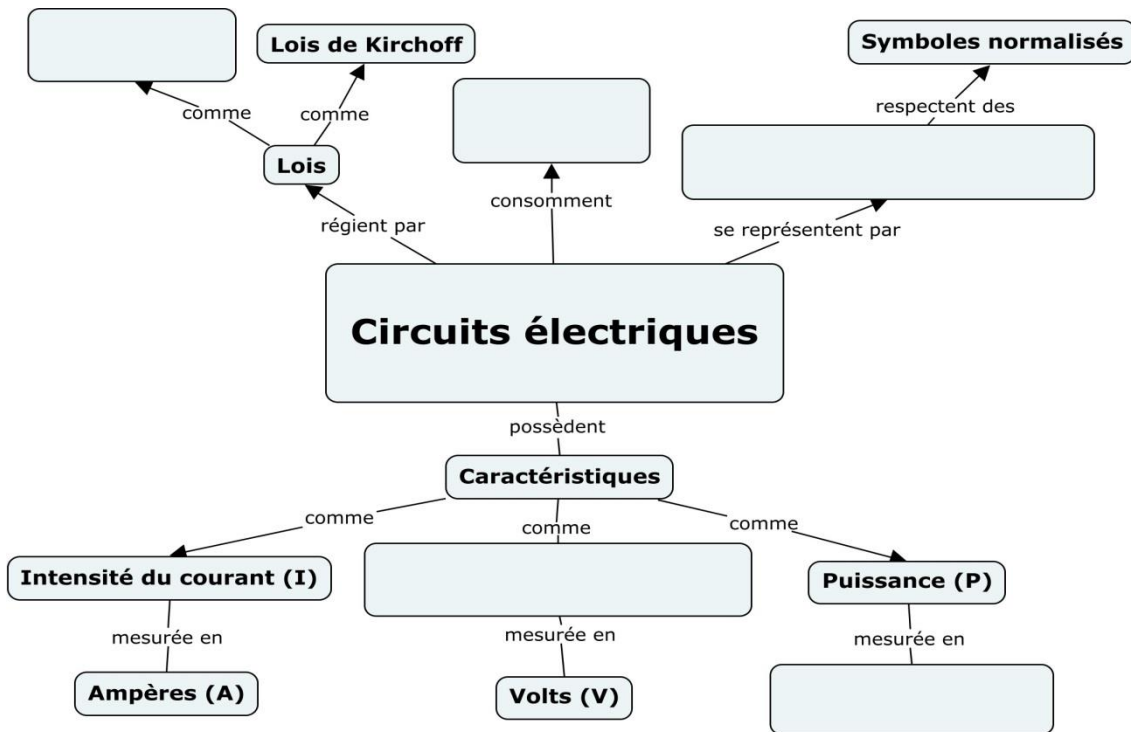 Lois de Kirchoff
Symboles normalisés
comme
comme
respectent des
Lois
consomment
régient par
se représentent par
Circuits électriques
possèdent
Caractéristiques
comme
comme
comme
Intensité du courant (I)
Puissance (P)
mesurée en
mesurée en
mesurée en
Ampères (A)
Volts (V)